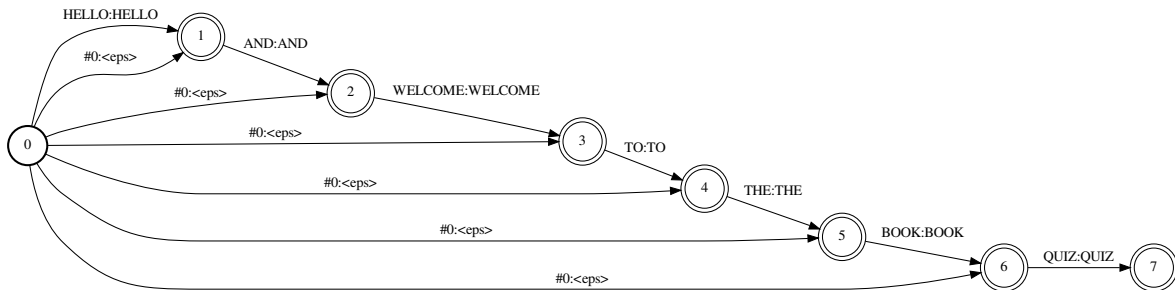 HELLO:HELLO
#0:<eps>
1
AND:AND
#0:<eps>
2
WELCOME:WELCOME
0
#0:<eps>
3
TO:TO
#0:<eps>
4
THE:THE
#0:<eps>
5
BOOK:BOOK
#0:<eps>
6
QUIZ:QUIZ
7